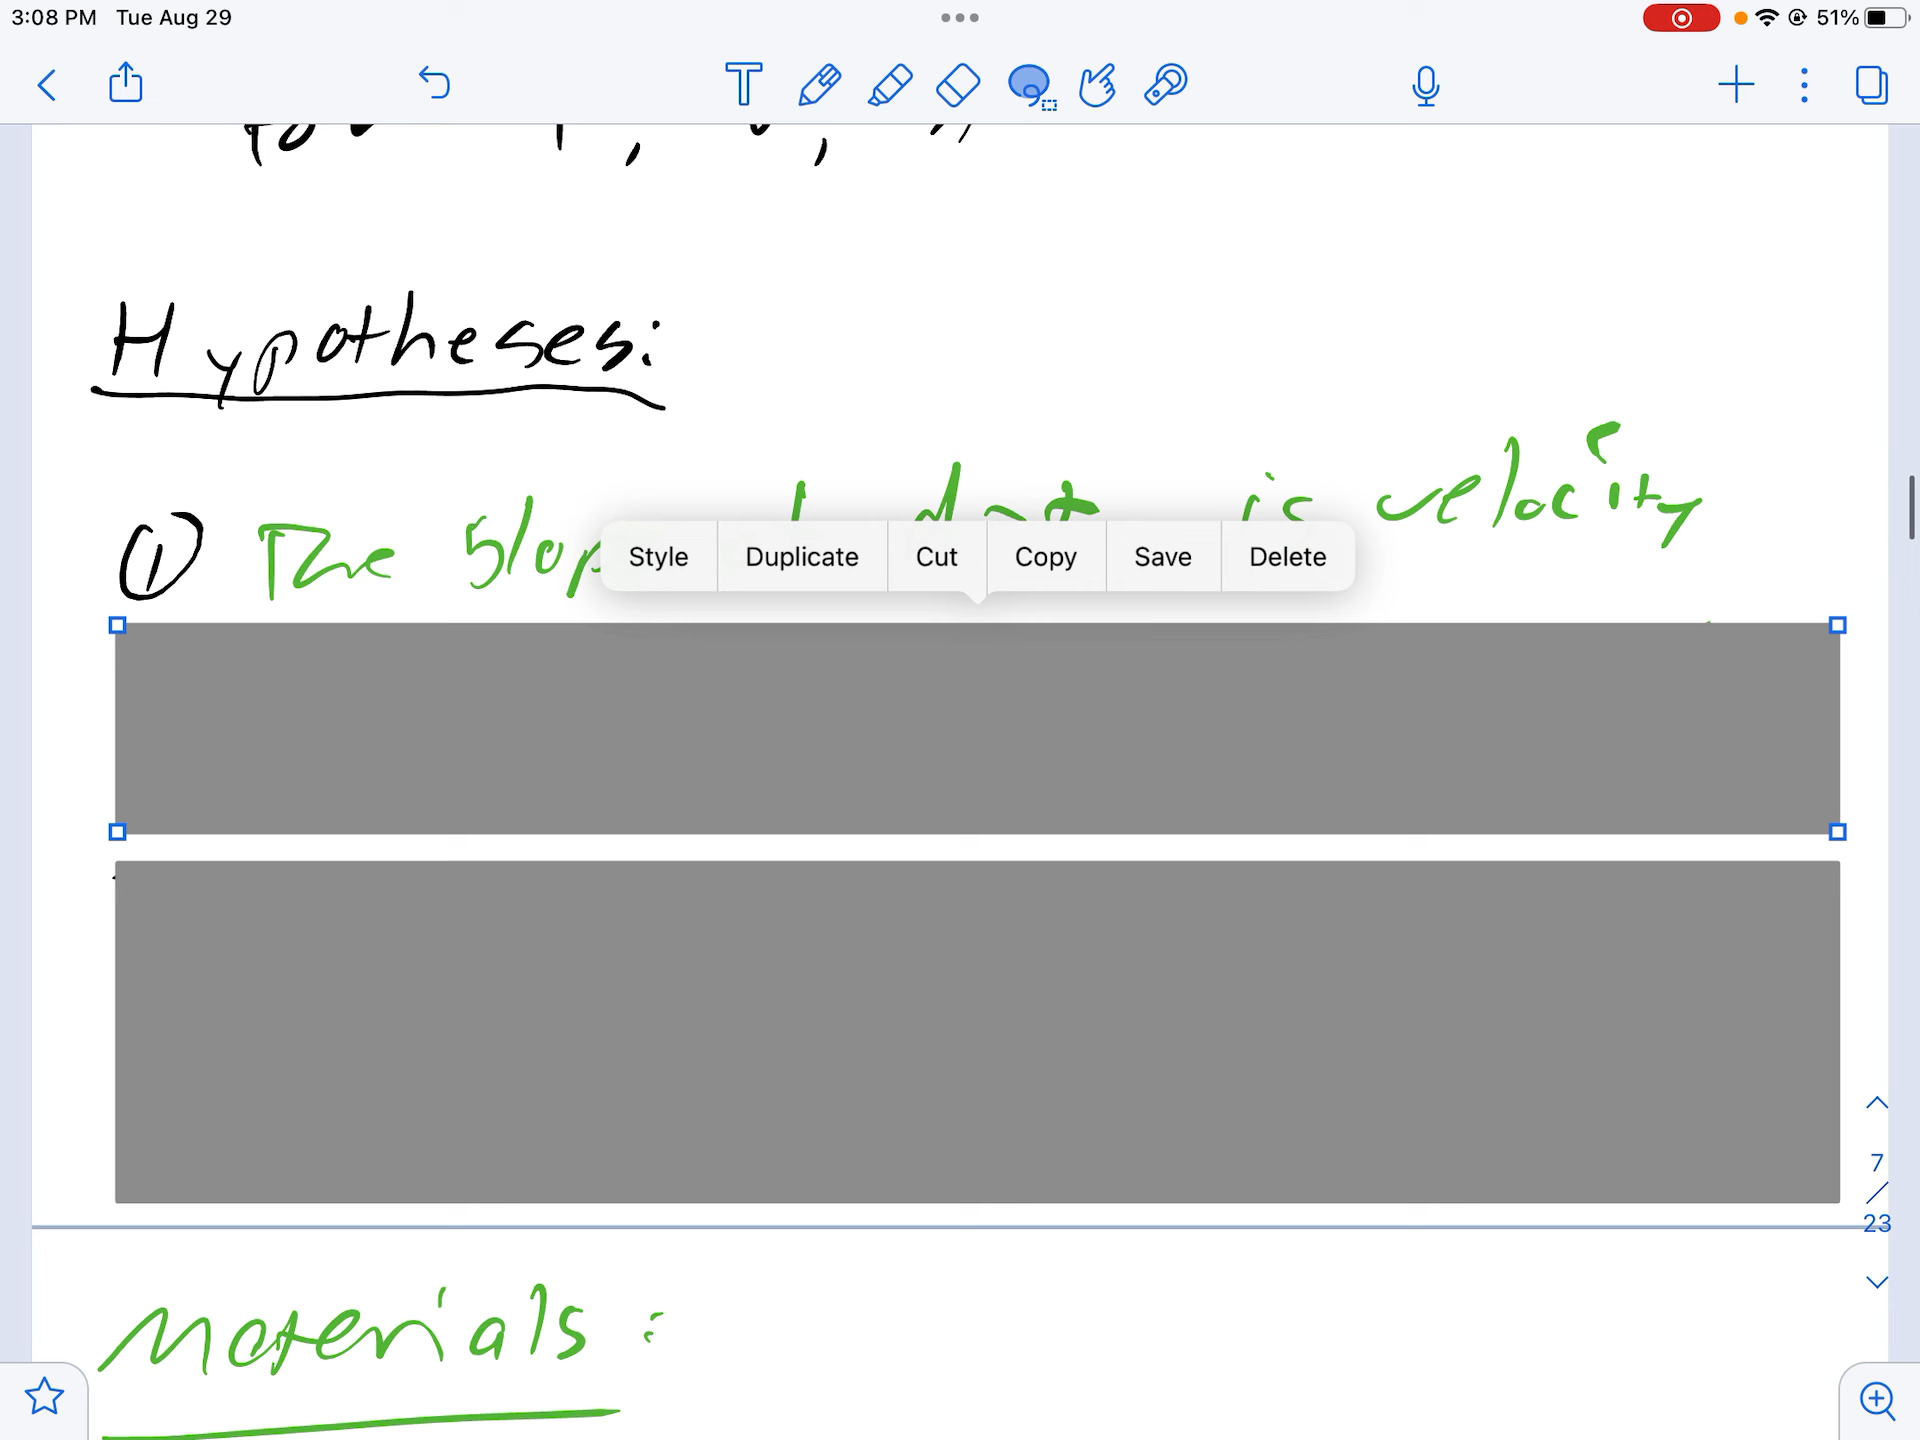 3:08 PM Tue Aug 29
51%
Hypotheses:
① The Slop is velocity
Style Duplicate Cut Copy Save Delete
7
/
23
Materials: